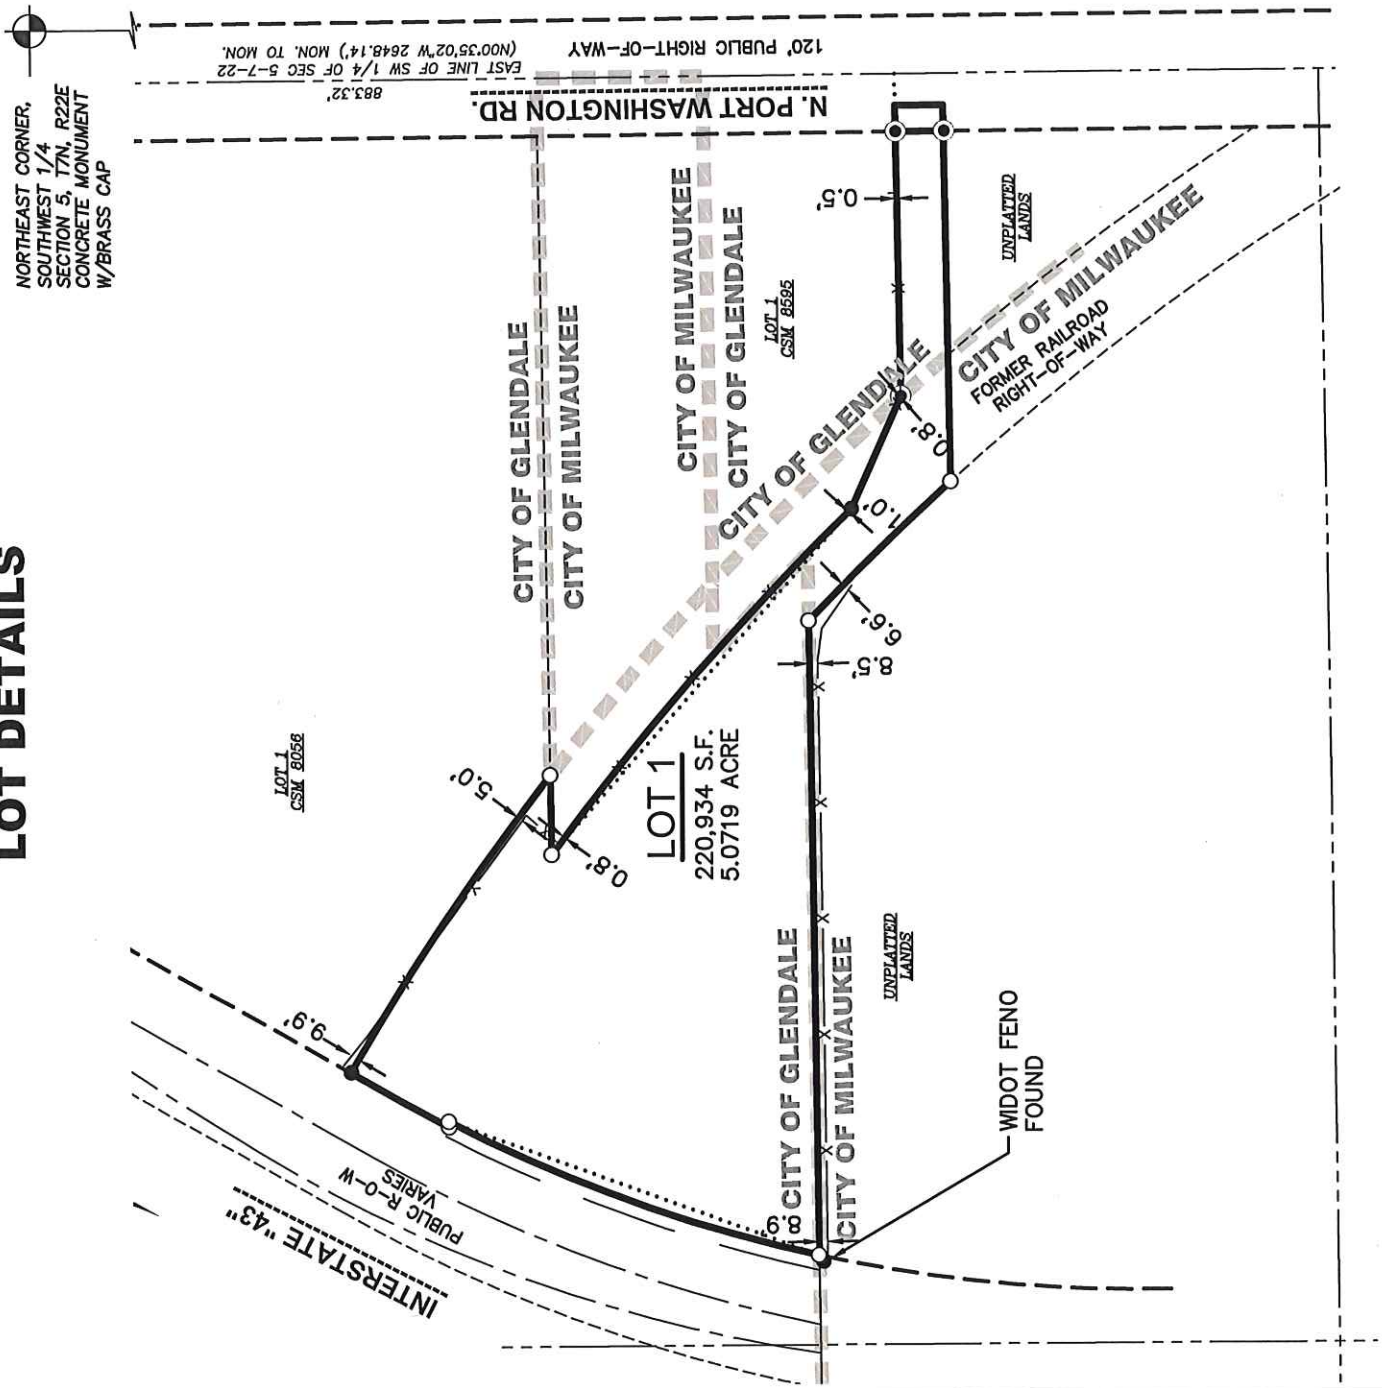 LOT DETAILS
NORTHEAST CORNER,
SOUTHWEST 1/4
SECTION 5, T7N, R22E
CONCRETE MONUMENT
W/BRASS CAP
120' PUBLIC RIGHT-OF-WAY
EAST LINE OF SW 1/4 OF SEC 5-7-22
(N00°35'02"W 2648.14') MON. TO MON.
883.32'
N. PORT WASHINGTON RD.
CITY OF GLENDALE
CITY OF MILWAUKEE
CITY OF MILWAUKEE
CITY OF GLENDALE
LOT 1
CSM 8595
0.5'
UNPLATTED
LANDS
CITY OF GLENDALE
CITY OF MILWAUKEE
FORMER RAILROAD
RIGHT-OF-WAY
0.8'
1.0'
6.6'
8.5'
LOT 1
CSM 8056
5.0'
0.8'
LOT 1
220,934 S.F.
5.0719 ACRE
9.9'
CITY OF GLENDALE
CITY OF MILWAUKEE
UNPLATTED
LANDS
8.9'
WIDOT FENO
FOUND
PUBLIC R-O-W
VARIES
INTERSTATE "43"